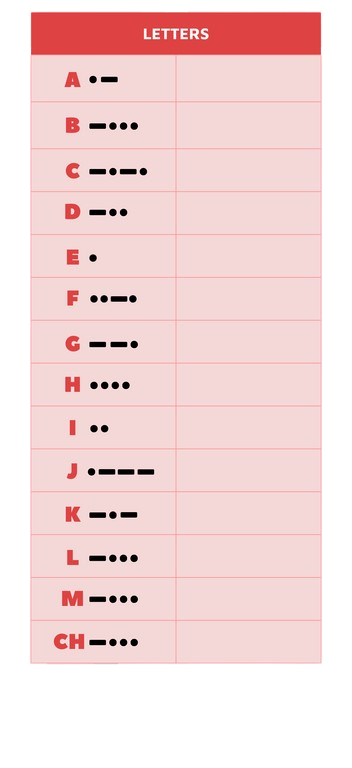 LETTERS
A •—
B —•••
C —•—•
D —••
E •
F ••—•
G ——•
H ••••
I ••
J •———
K —•—
L —•••
M —•••
CH —•••